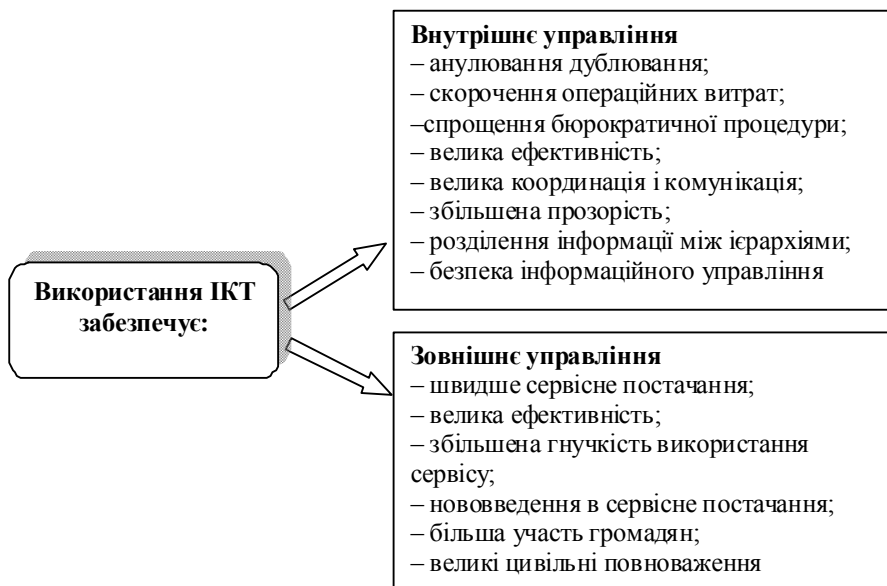 Використання ІКТ
забезпечує:
Внутрішнє управління
– анулювання дублювання;
– скорочення операційних витрат;
–спрощення бюрократичної процедури;
– велика ефективність;
– велика координація і комунікація;
– збільшена прозорість;
– розділення інформації між ієрархіями;
– безпека інформаційного управління
Зовнішнє управління
– швидше сервісне постачання;
– велика ефективність;
– збільшена гнучкість використання
сервісу;
– нововведення в сервісне постачання;
– більша участь громадян;
– великі цивільні повноваження